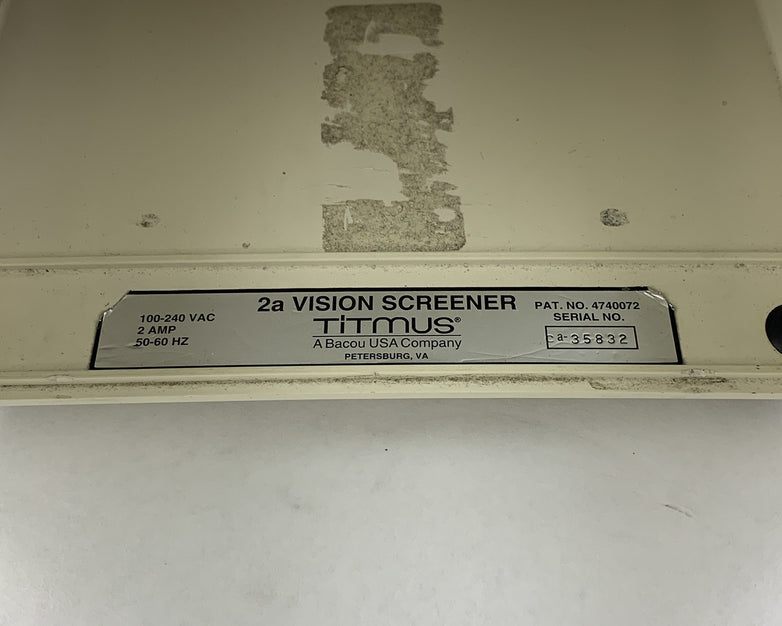 2a VISION SCREENER
TITMUS®
A Bacou USA Company
PETERSBURG, VA
100-240 VAC
2 AMP
50-60 HZ
PAT. NO. 4740072
SERIAL NO.
35832